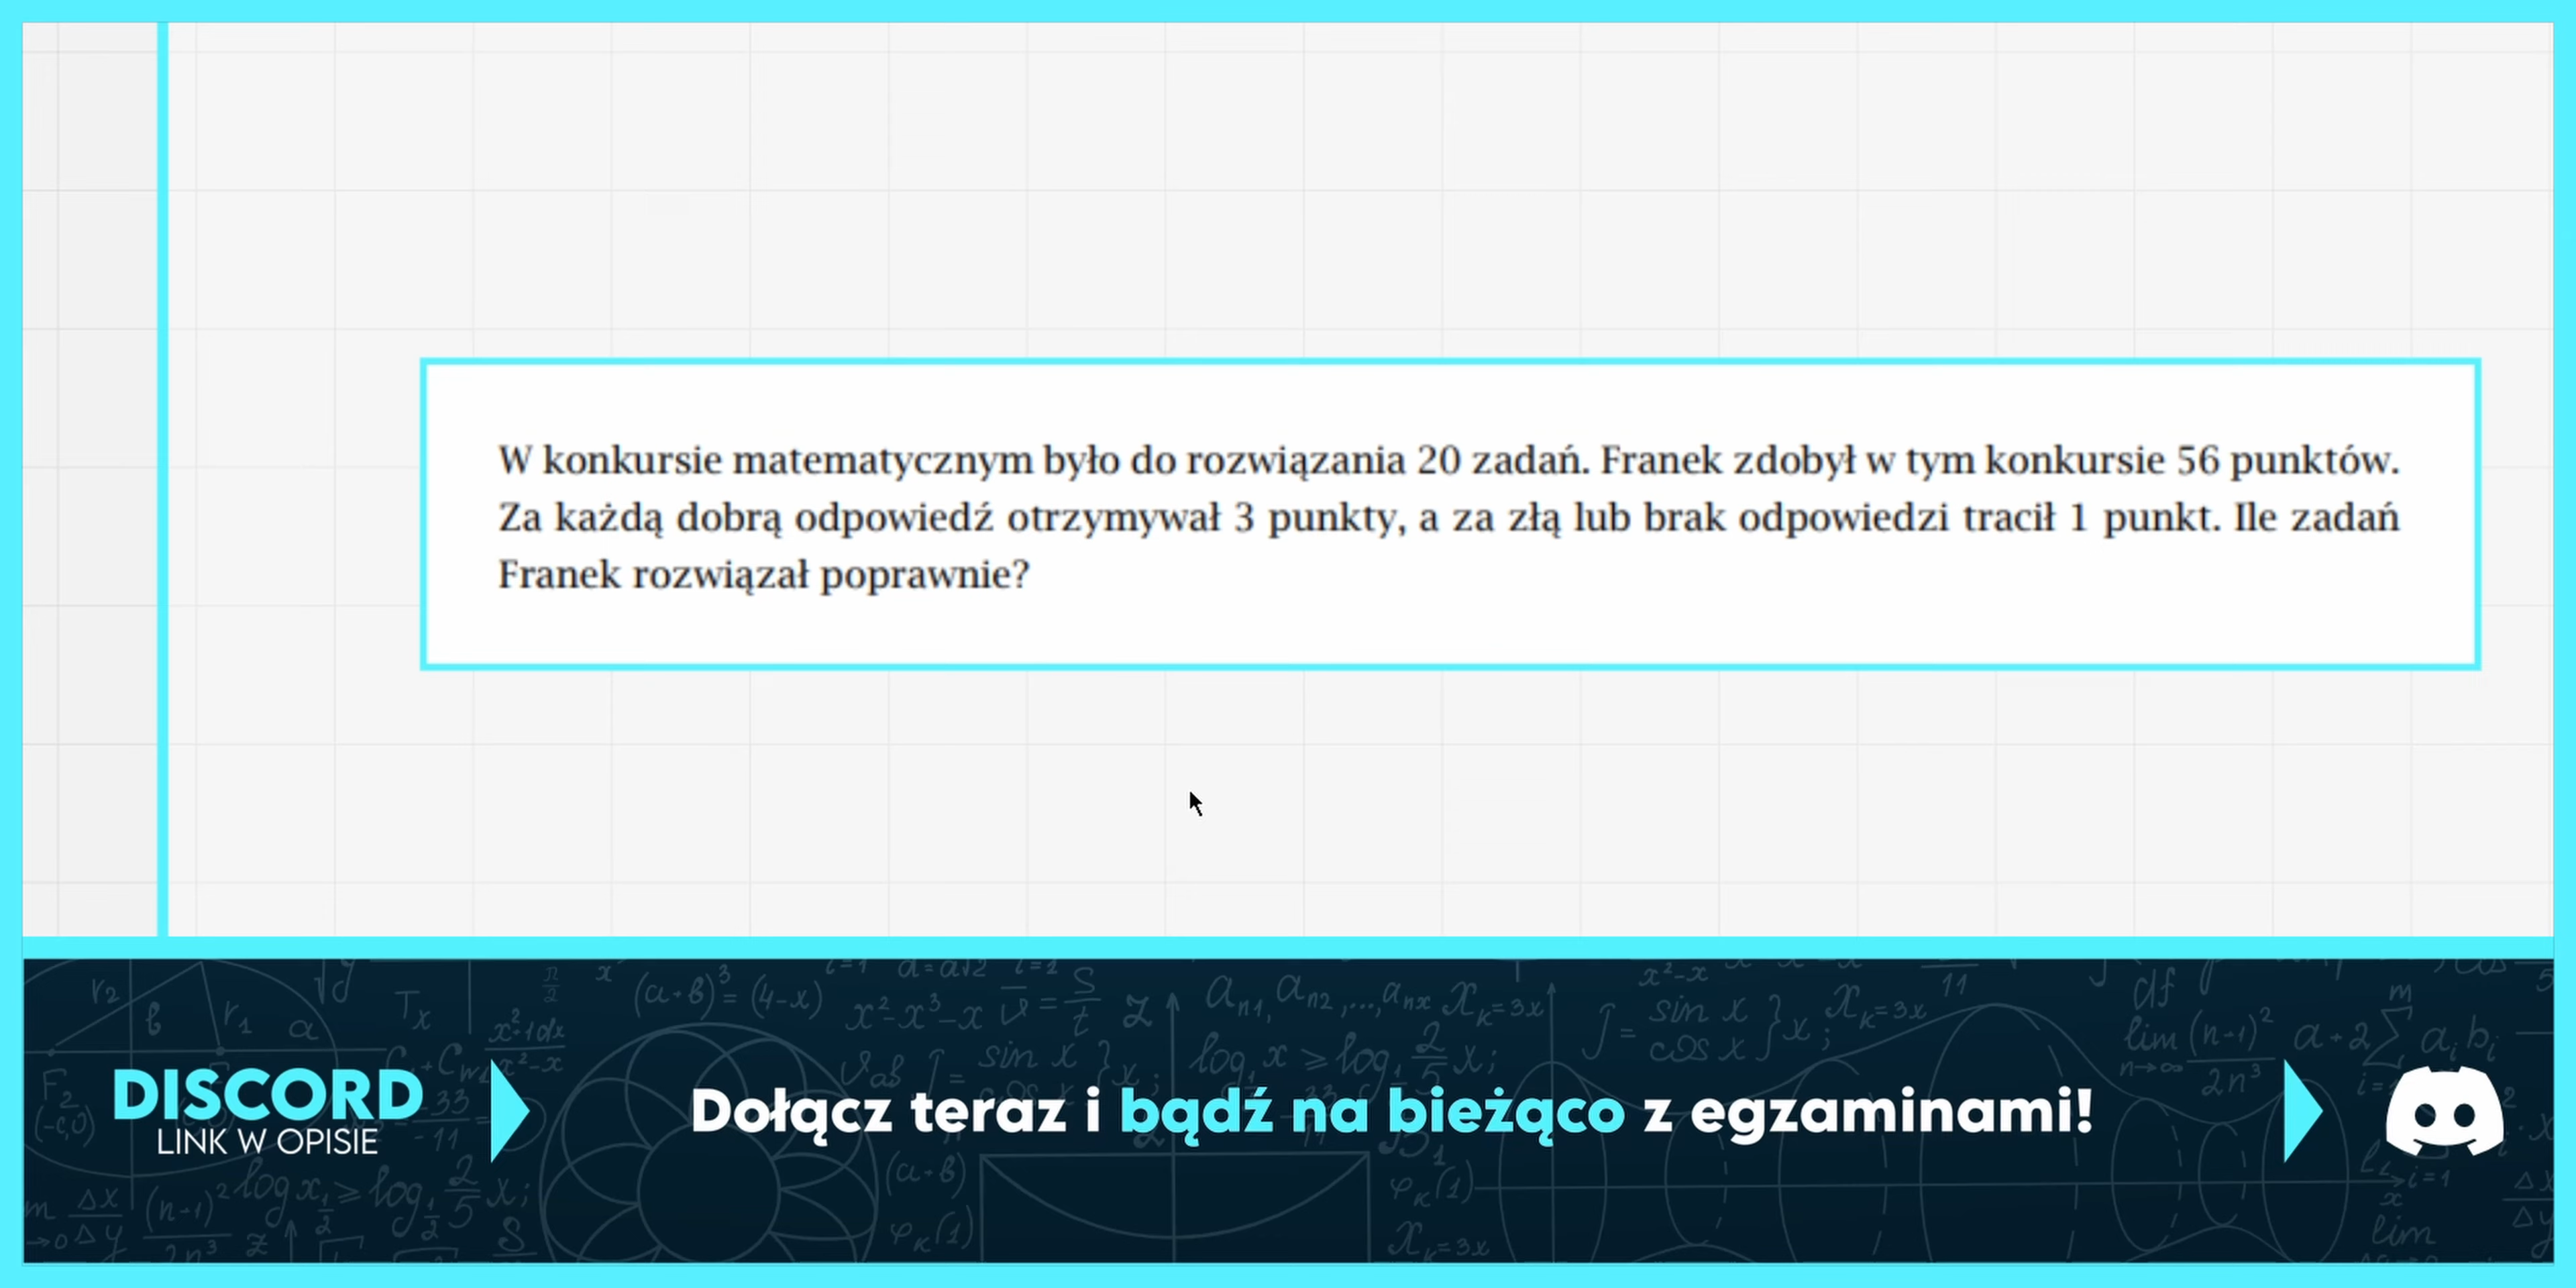 W konkursie matematycznym było do rozwiązania 20 zadań. Franek zdobył w tym konkursie 56 punktów.
Za każdą dobrą odpowiedź otrzymywał 3 punkty, a za złą lub brak odpowiedzi tracił 1 punkt. Ile zadań
Franek rozwiązał poprawnie?
DISCORD
LINK W OPISIE
Dołącz teraz i bądź na bieżąco z egzaminami!